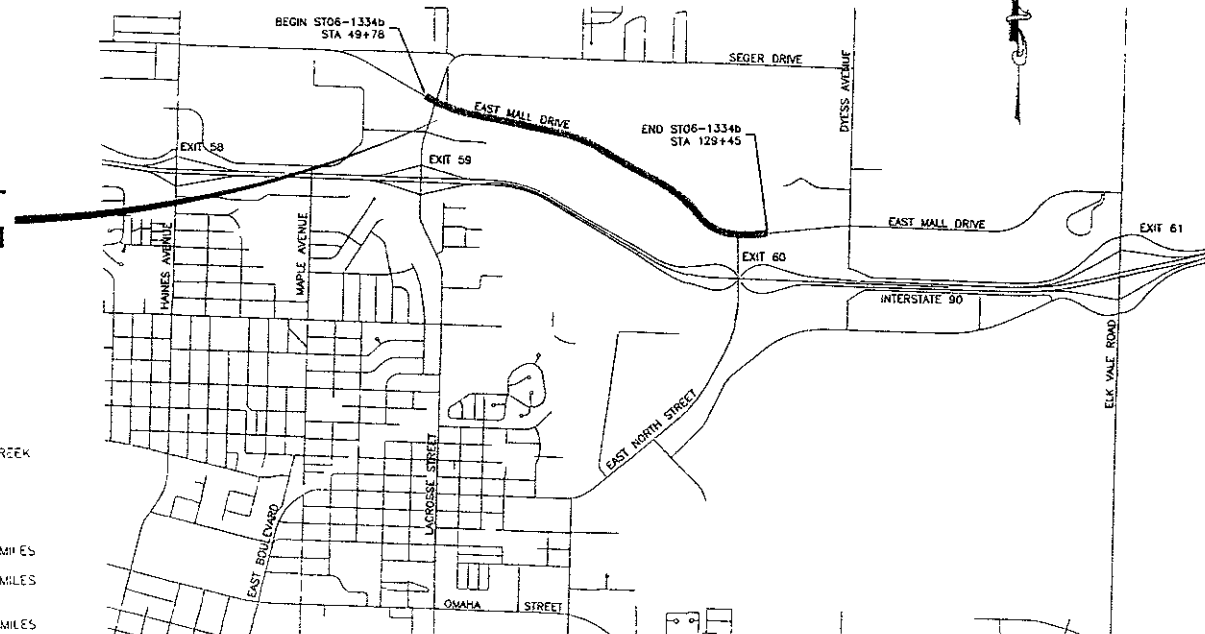 BEGIN ST06-1334b
STA 49+78
SEGER DRIVE
DYESS AVENUE
EAST MALL DRIVE
END ST06-1334b
STA 129+45
EXIT 58
EXIT 59
EAST MALL DRIVE
EXIT 61
HAINES AVENUE
MAPLE AVENUE
EXIT 60
INTERSTATE 90
ELK VALE ROAD
EAST NORTH STREET
LACROSSE STREET
REEK
EAST BOULEVARD
MILES
MILES
OMAHA STREET
MILES